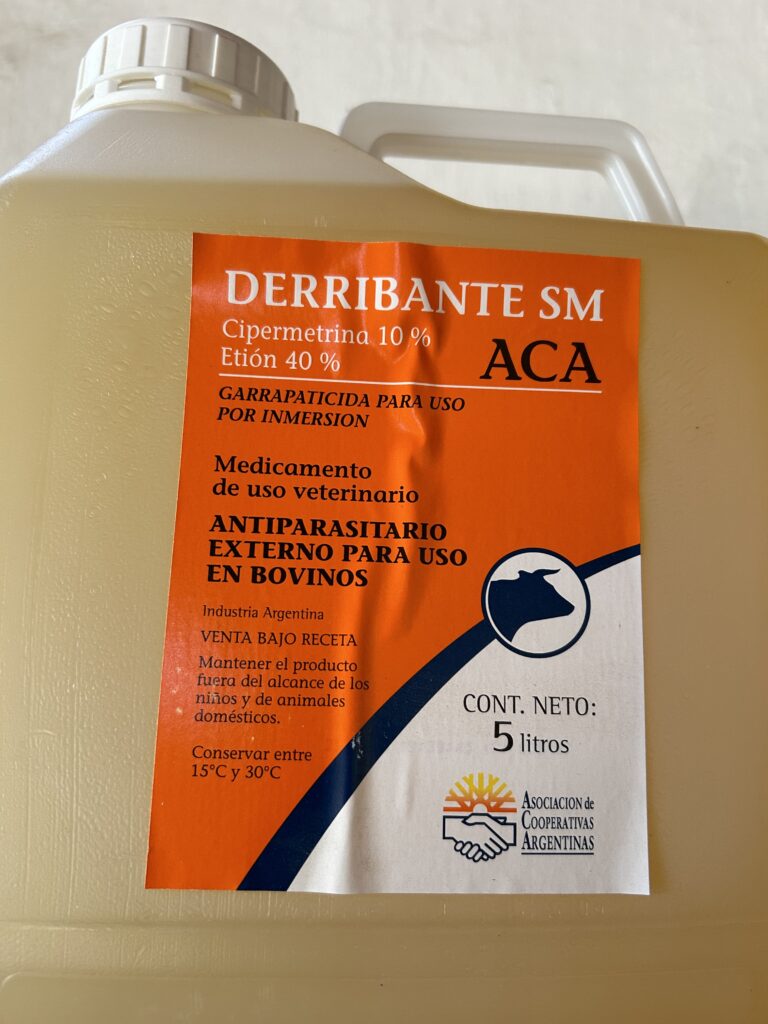 DERRIBANTE SM
Cipermetrina 10 %
Etión 40 %
ACA
GARRAPATICIDA PARA USO
POR INMERSION
Medicamento
de uso veterinario
ANTIPARASITARIO
EXTERNO PARA USO
EN BOVINOS
Industria Argentina
VENTA BAJO RECETA
Mantener el producto
fuera del alcance de los
niños y de animales
domésticos.
Conservar entre
15°C y 30°C
CONT. NETO:
5 litros
ASOCIACION de
COOPERATIVAS
ARGENTINAS